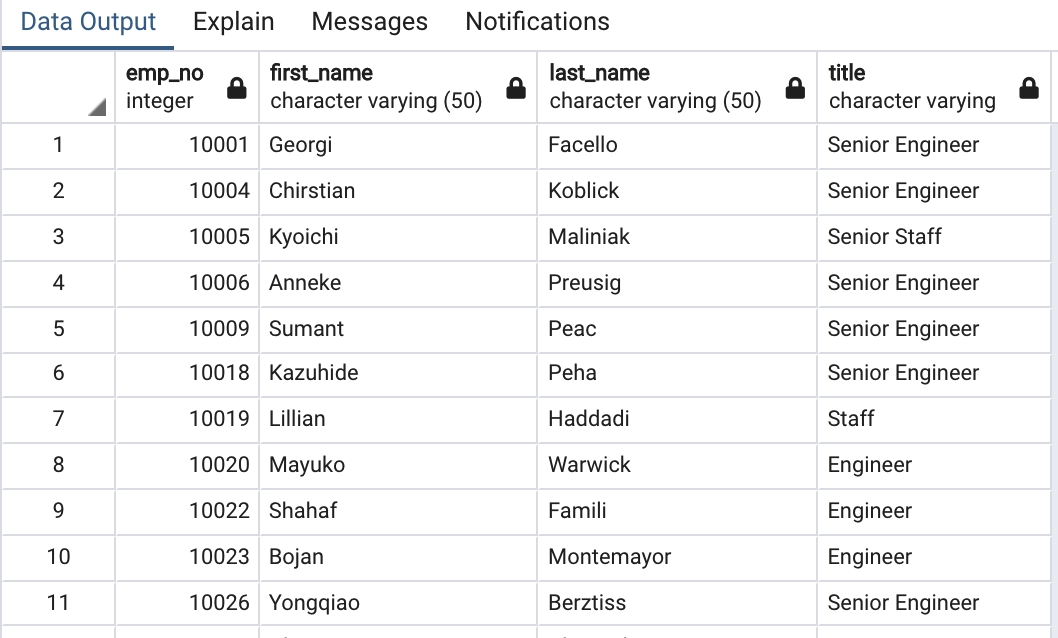 Data Output Explain Messages Notifications
emp_no first_name last_name title
integer character varying (50) character varying (50) character varying
1 10001 Georgi Facello Senior Engineer
2 10004 Chirstian Koblick Senior Engineer
3 10005 Kyoichi Maliniak Senior Staff
4 10006 Anneke Preusig Senior Engineer
5 10009 Sumant Peac Senior Engineer
6 10018 Kazuhide Peha Senior Engineer
7 10019 Lillian Haddadi Staff
8 10020 Mayuko Warwick Engineer
9 10022 Shahaf Famili Engineer
10 10023 Bojan Montemayor Engineer
11 10026 Yongqiao Berztiss Senior Engineer